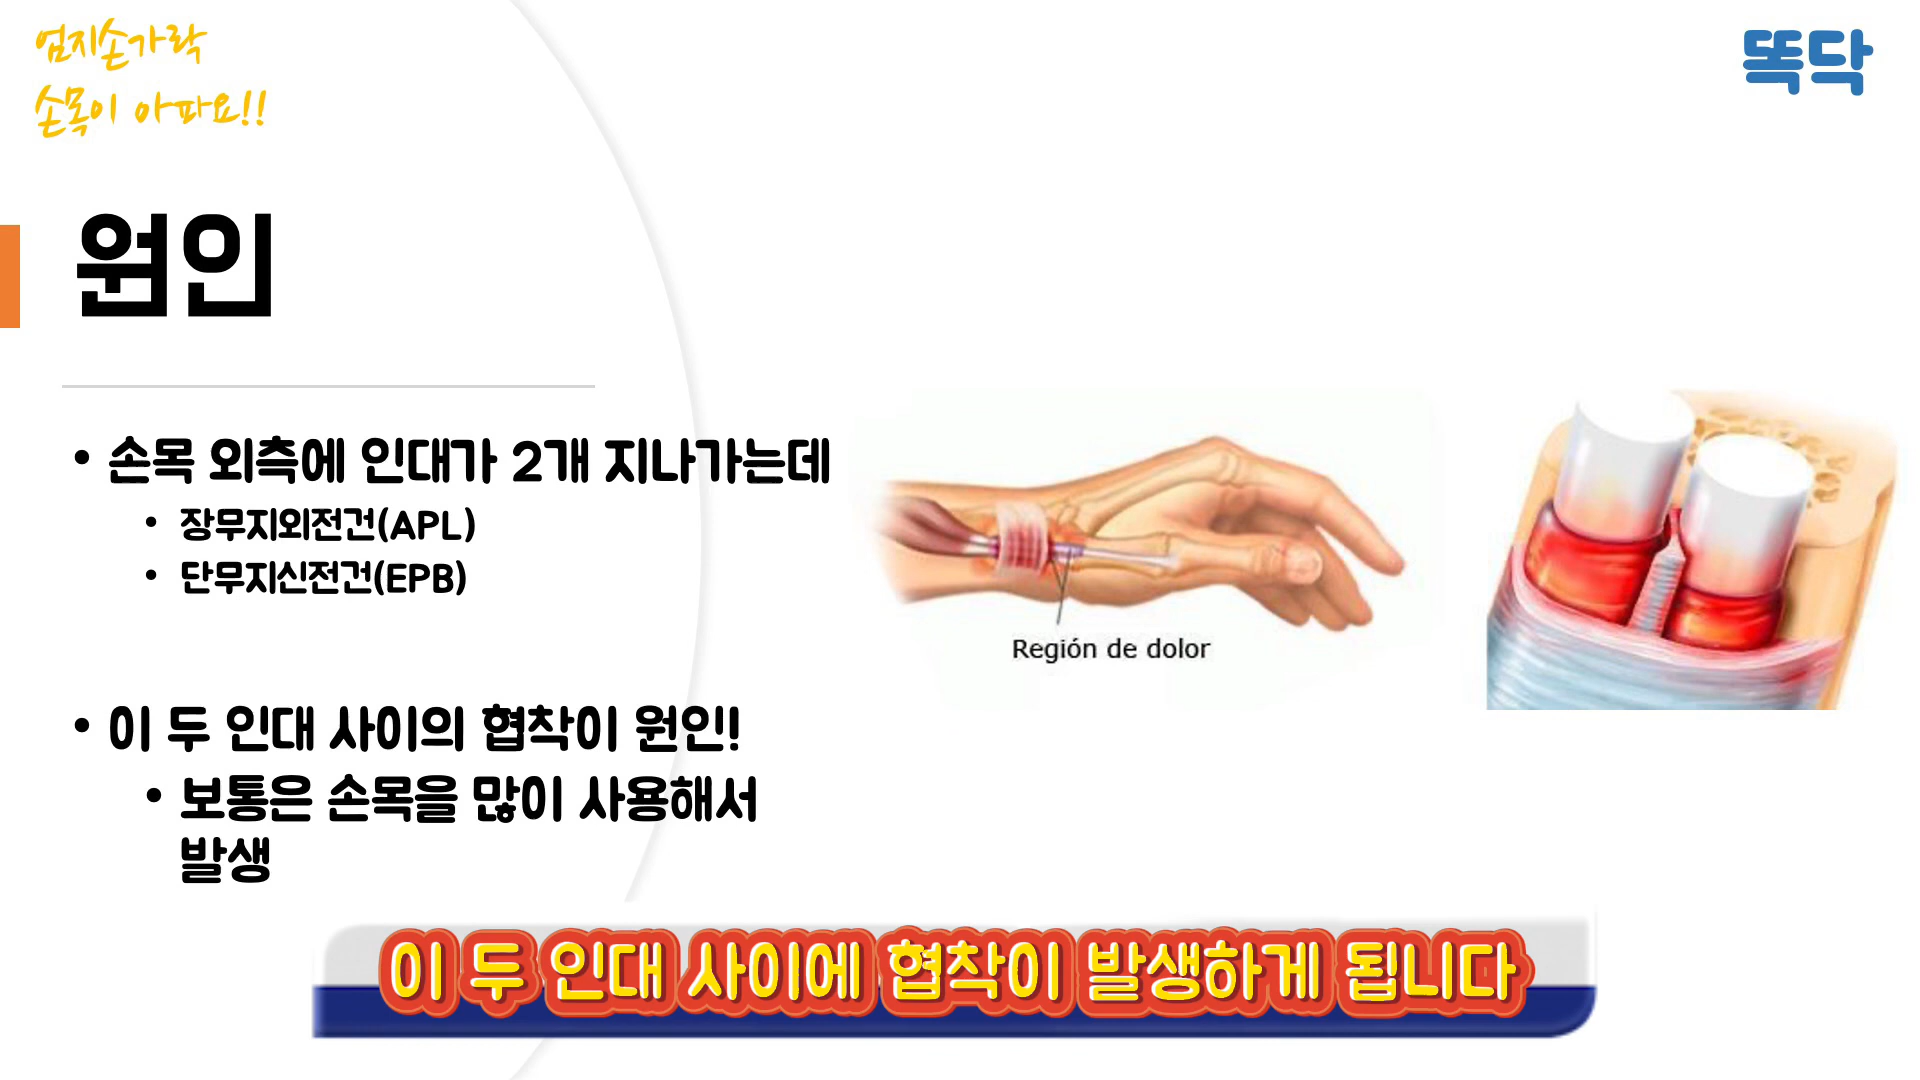 엄지손가락
손목이 아파요!!
똑닥
원인
• 손목 외측에 인대가 2개 지나가는데
• 장무지외전건(APL)
• 단무지신전건(EPB)
• 이 두 인대 사이의 협착이 원인!
• 보통은 손목을 많이 사용해서
발생
Región de dolor
이 두 인대 사이에 협착이 발생하게 됩니다